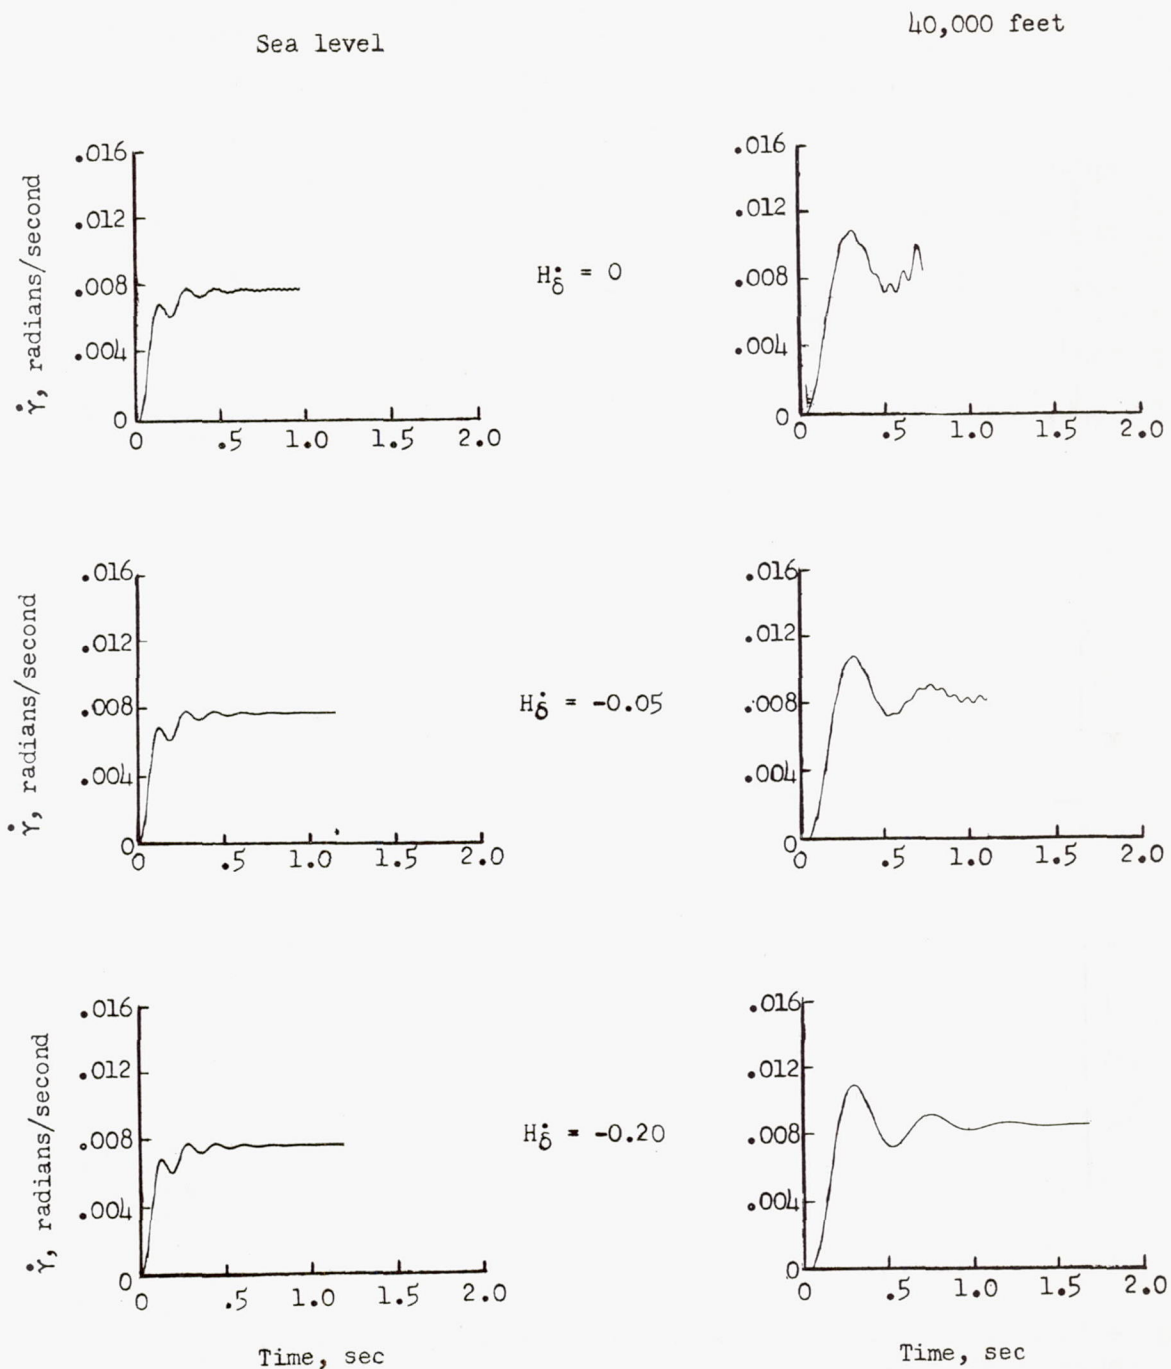 Sea level
40,000 feet
γ̇, radians/second
.016
.012
.008
.004
0
0 .5 1.0 1.5 2.0
Hδ̇ = 0
.016
.012
.008
.004
0
0 .5 1.0 1.5 2.0
γ̇, radians/second
.016
.012
.008
.004
0
0 .5 1.0 1.5 2.0
Hδ̇ = -0.05
.016
.012
.008
.004
0
0 .5 1.0 1.5 2.0
γ̇, radians/second
.016
.012
.008
.004
0
0 .5 1.0 1.5 2.0
Time, sec
Hδ̇ = -0.20
.016
.012
.008
.004
0
0 .5 1.0 1.5 2.0
Time, sec